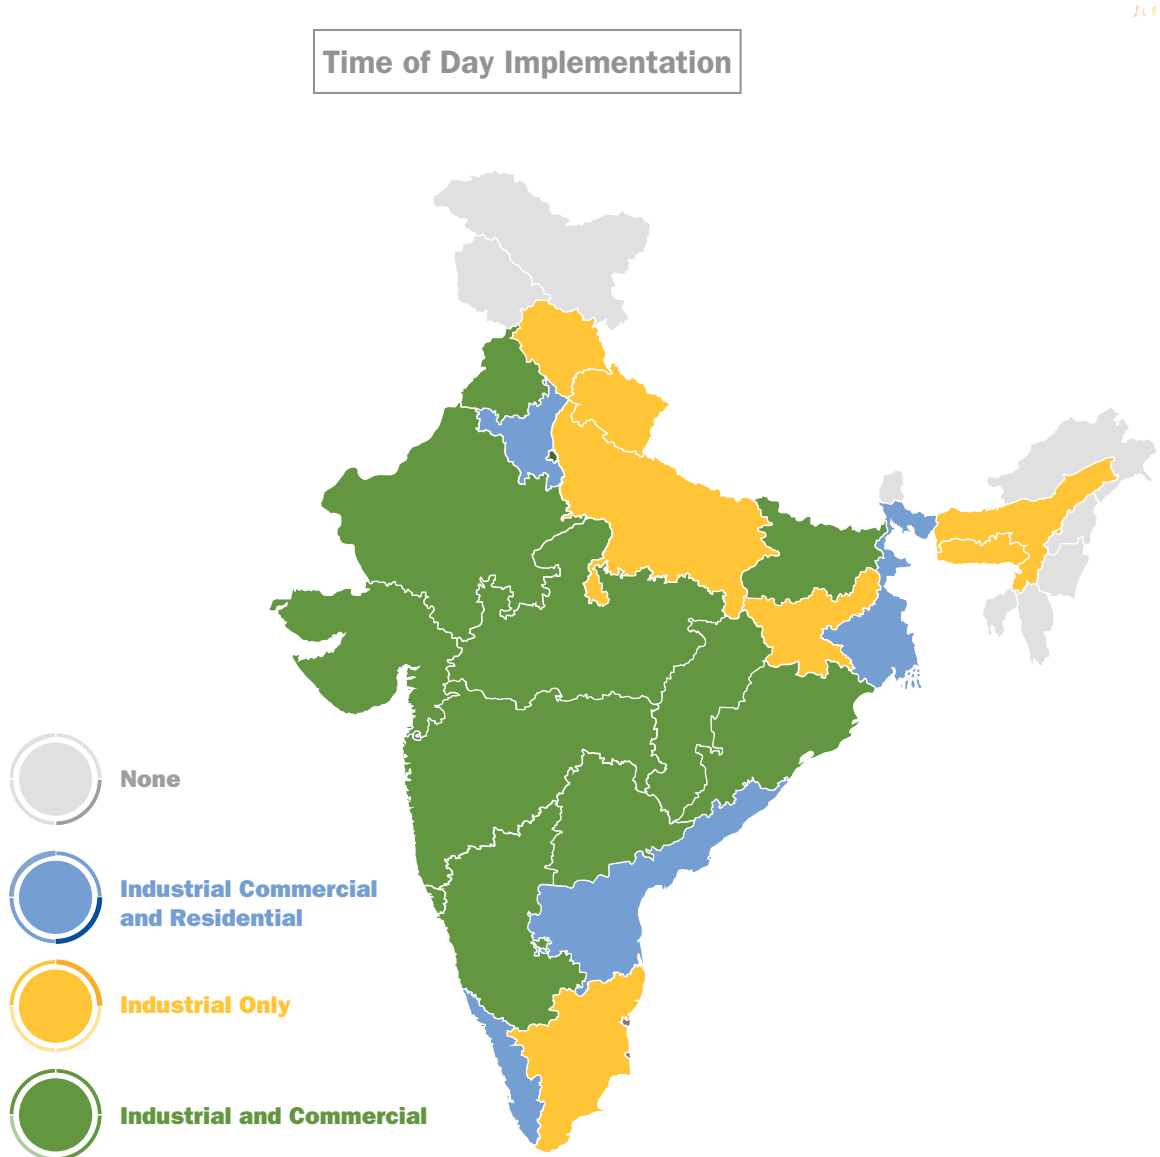 Time of Day Implementation
None
Industrial Commercial
and Residential
Industrial Only
Industrial and Commercial